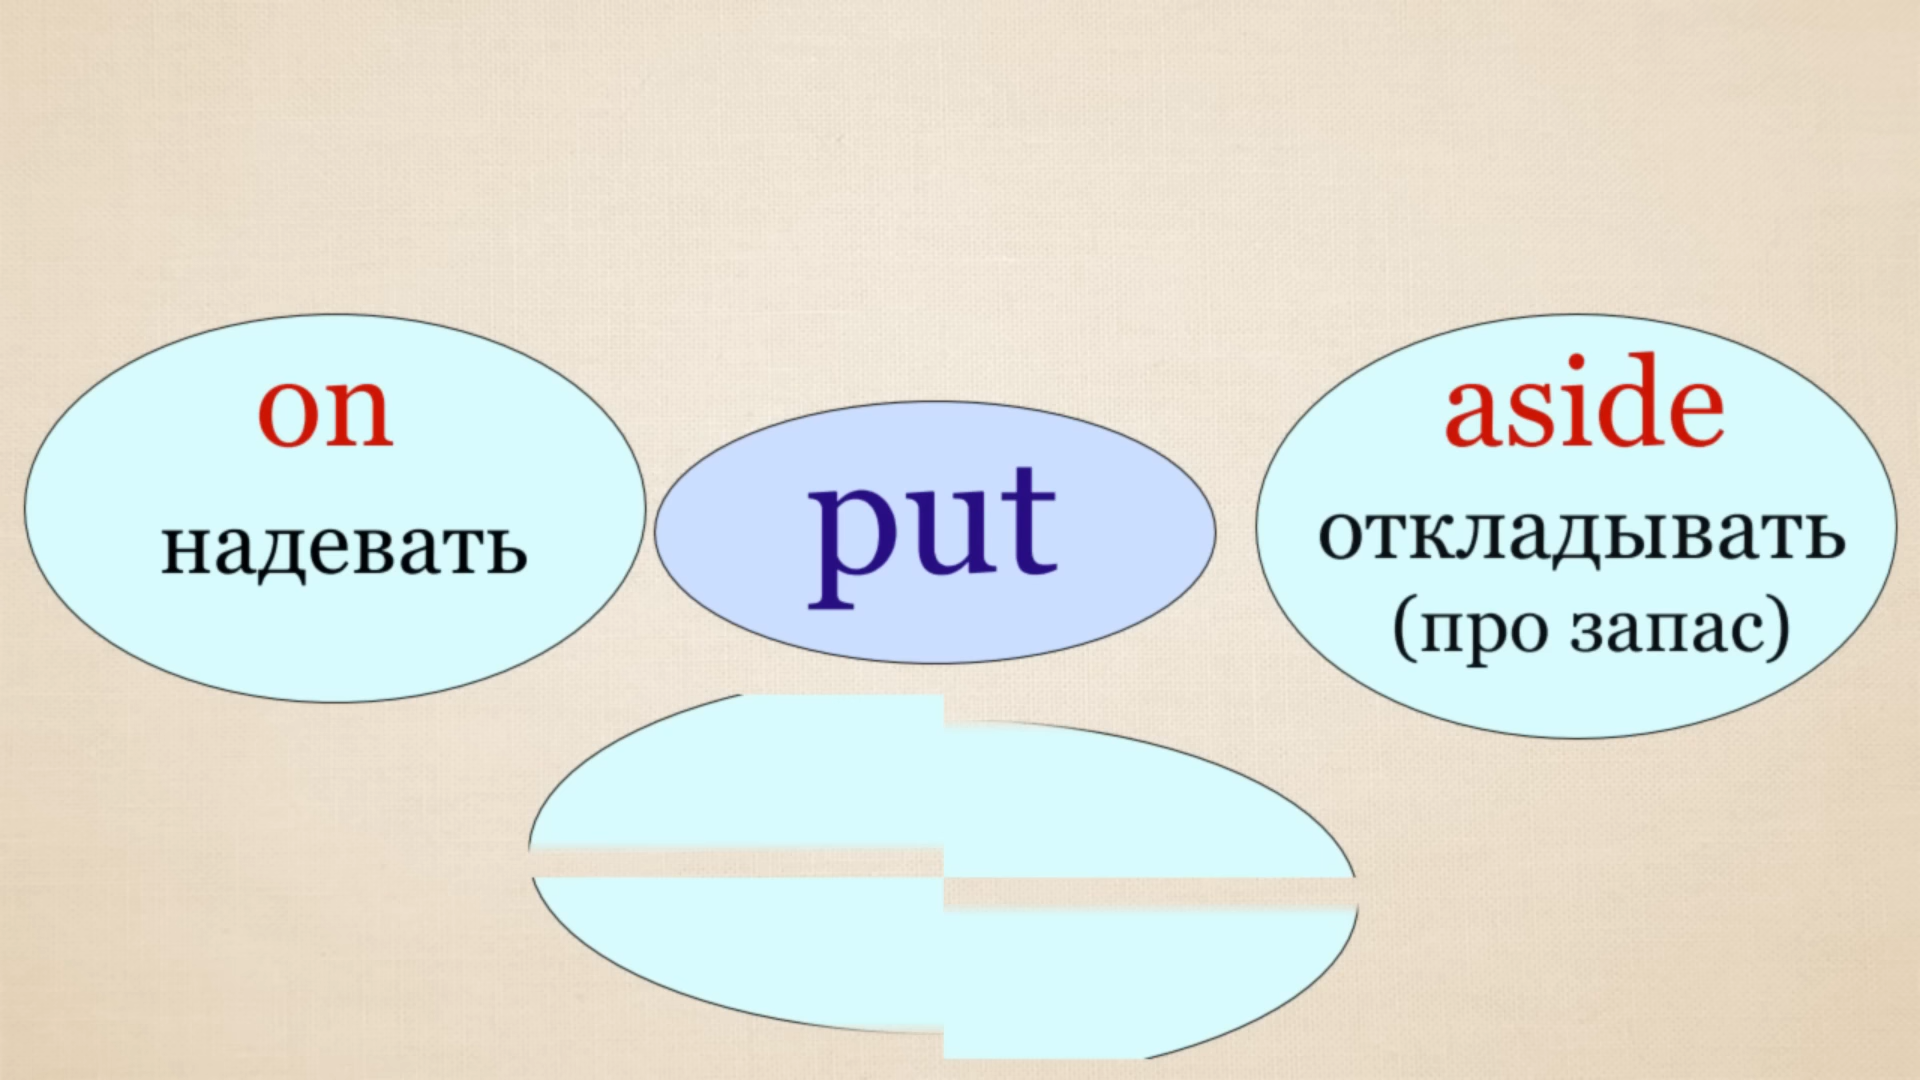 on
надевать
put
aside
откладывать
(про запас)